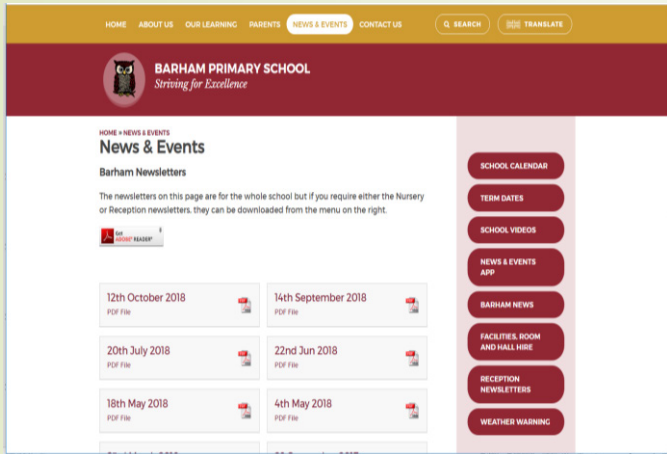 HOME ABOUT US OUR LEARNING PARENTS NEWS & EVENTS CONTACT US SEARCH TRANSLATE
BARHAM PRIMARY SCHOOL
Striving for Excellence
HOME » NEWS & EVENTS
News & Events
Barham Newsletters
The newsletters on this page are for the whole school but if you require either the Nursery
or Reception newsletters, they can be downloaded from the menu on the right.
Get
ADOBE® READER®
12th October 2018
PDF File
14th September 2018
PDF File
20th July 2018
PDF File
22nd Jun 2018
PDF File
18th May 2018
PDF File
4th May 2018
PDF File
SCHOOL CALENDAR
TERM DATES
SCHOOL VIDEOS
NEWS & EVENTS
APP
BARHAM NEWS
FACILITIES, ROOM
AND HALL HIRE
RECEPTION
NEWSLETTERS
WEATHER WARNING